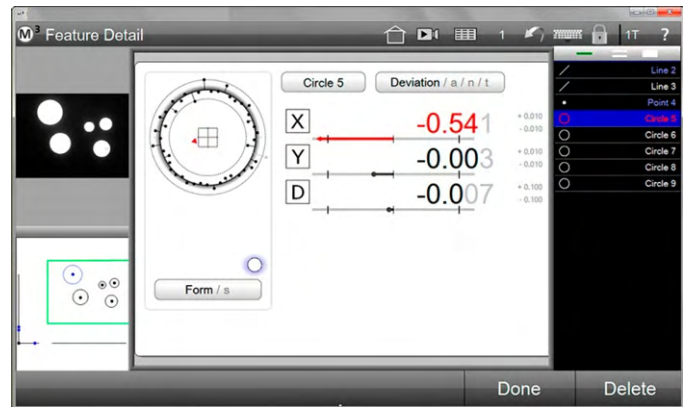 M3 Feature Detail
1
1T
?
Circle 5
Deviation / a / n / t
X
-0.541
+ 0.010
- 0.010
Y
-0.003
+ 0.010
- 0.010
D
-0.007
+ 0.100
- 0.100
Form / s
Line 2
Line 3
Point 4
Circle 5
Circle 6
Circle 7
Circle 8
Circle 9
Done
Delete